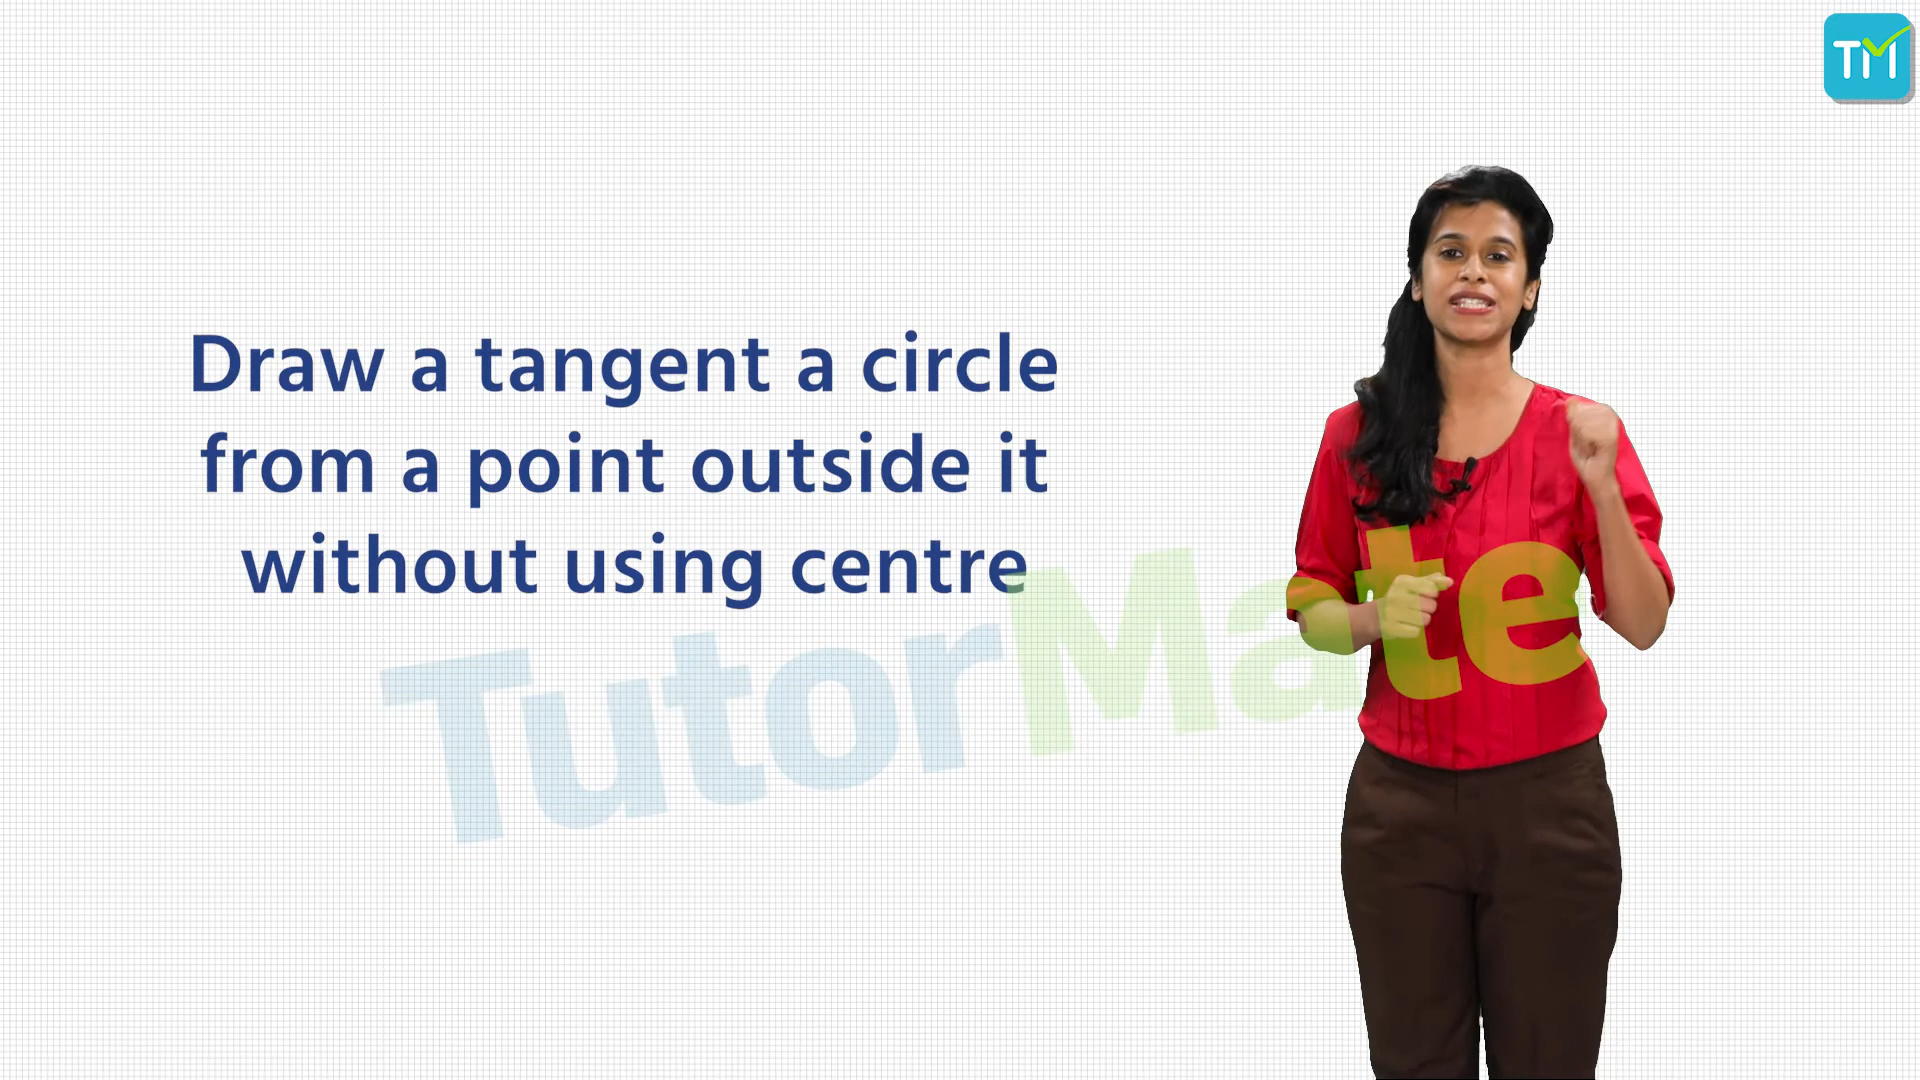 TM
Draw a tangent a circle
from a point outside it
without using centre
TutorMate